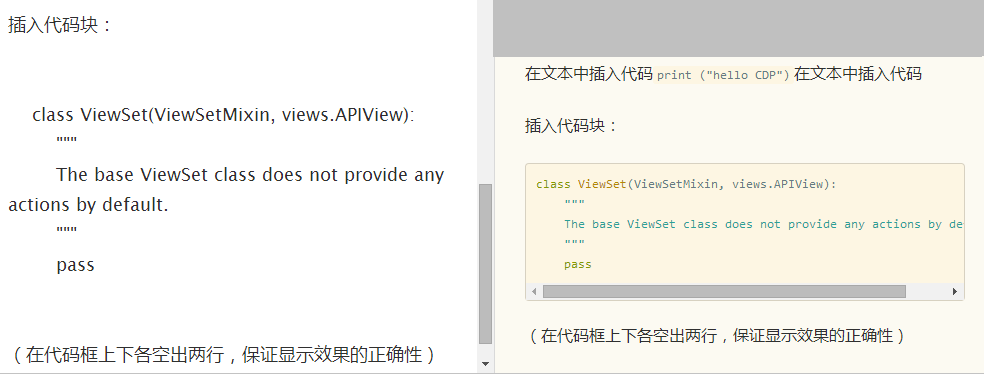 插入代码块：
class ViewSet(ViewSetMixin, views.APIView):
"""
The base ViewSet class does not provide any
actions by default.
"""
pass
（在代码框上下各空出两行，保证显示效果的正确性）
在文本中插入代码 print ("hello CDP") 在文本中插入代码
插入代码块：
class ViewSet(ViewSetMixin, views.APIView):
"""
The base ViewSet class does not provide any actions by de
"""
pass
（在代码框上下各空出两行，保证显示效果的正确性）